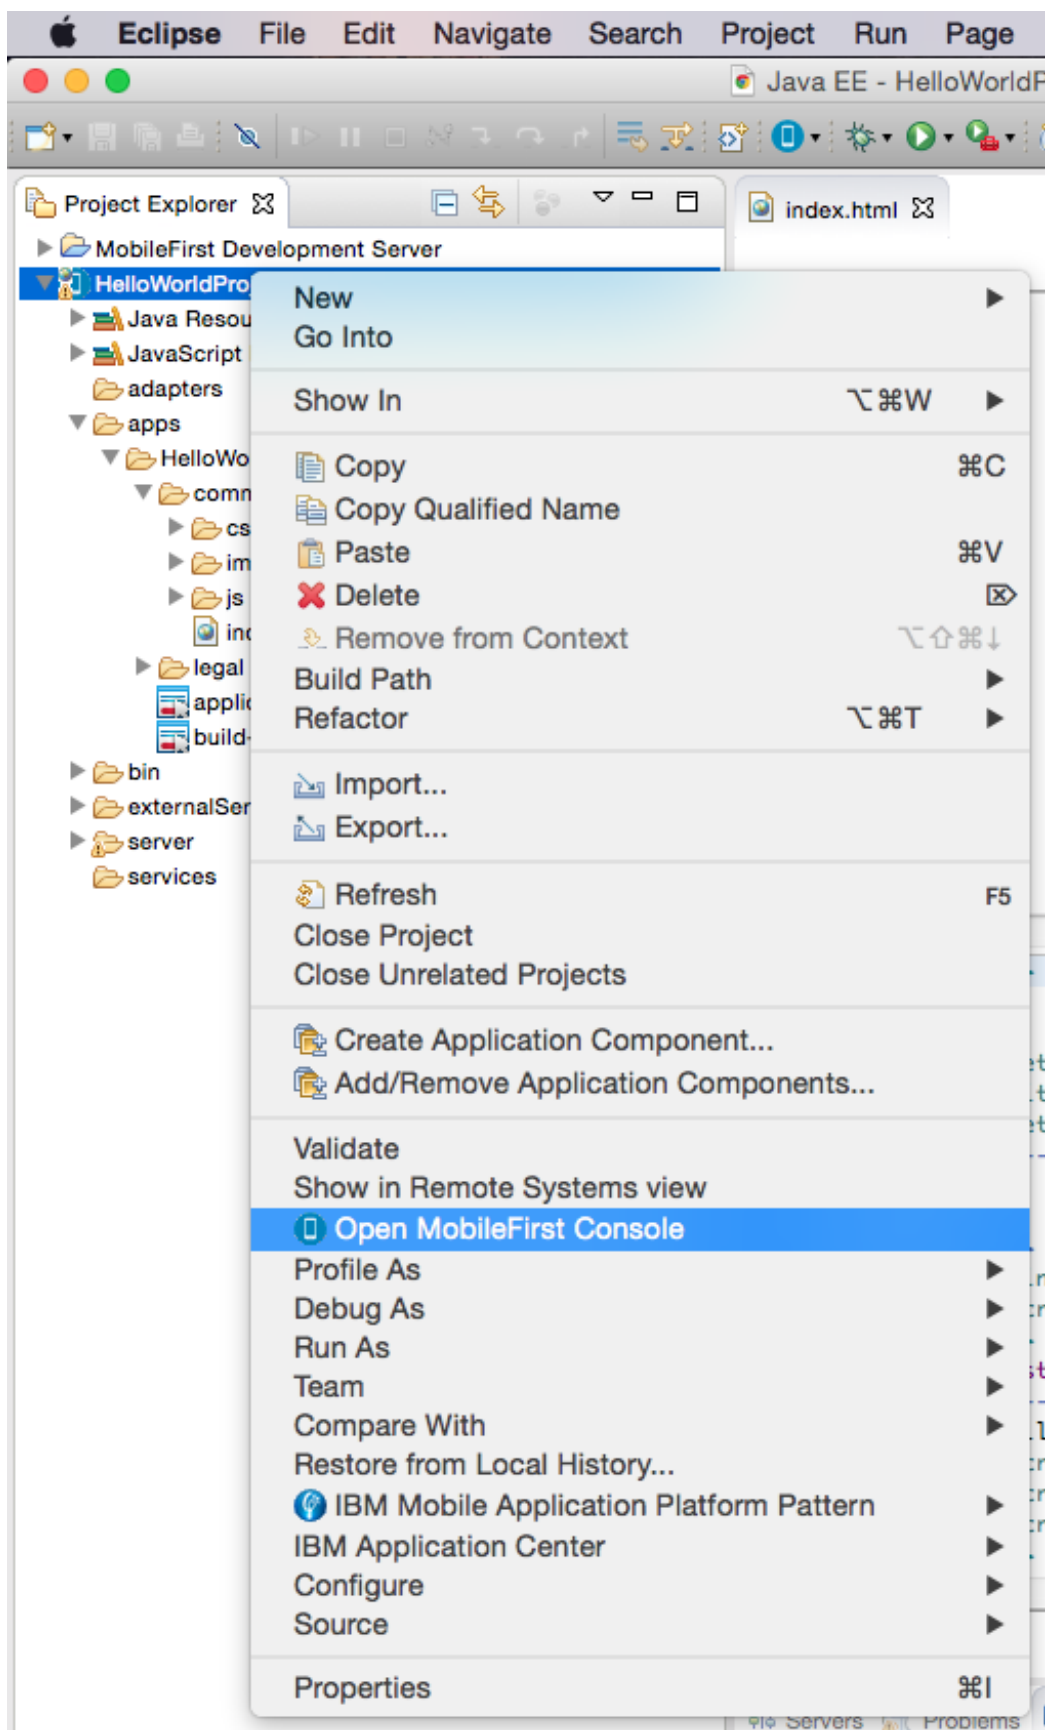 Eclipse File Edit Navigate Search Project Run Page
Java EE - HelloWorldP
Project Explorer
index.html
MobileFirst Development Server
HelloWorldPro
Java Resou
JavaScript
adapters
apps
HelloWo
comm
cs
im
js
ind
legal
applic
build-
bin
externalSer
server
services
New
Go Into
Show In ⌥⌘W
Copy ⌘C
Copy Qualified Name
Paste ⌘V
Delete ⌦
Remove from Context ⌥⇧⌘↓
Build Path
Refactor ⌥⌘T
Import...
Export...
Refresh F5
Close Project
Close Unrelated Projects
Create Application Component...
Add/Remove Application Components...
Validate
Show in Remote Systems view
Open MobileFirst Console
Profile As
Debug As
Run As
Team
Compare With
Restore from Local History...
IBM Mobile Application Platform Pattern
IBM Application Center
Configure
Source
Properties ⌘I
Servers Problems